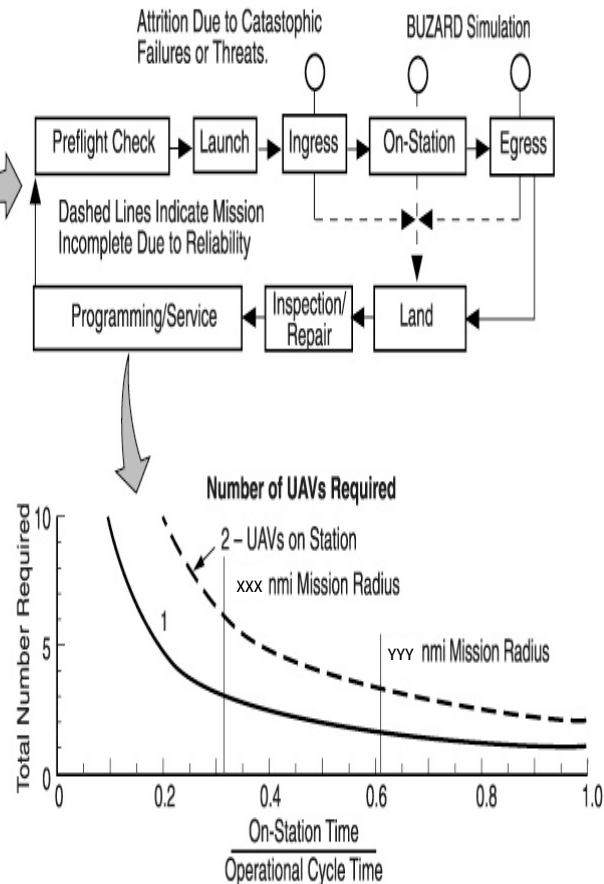 Attrition Due to Catastophic
Failures or Threats.
BUZARD Simulation
Preflight Check
Launch
Ingress
On-Station
Egress
Dashed Lines Indicate Mission
Incomplete Due to Reliability
Programming/Service
Inspection/
Repair
Land
Number of UAVs Required
Total Number Required
10
5
0
2 – UAVs on Station
xxx nmi Mission Radius
1
YYY nmi Mission Radius
0
0.2
0.4
0.6
0.8
1.0
On-Station Time
Operational Cycle Time